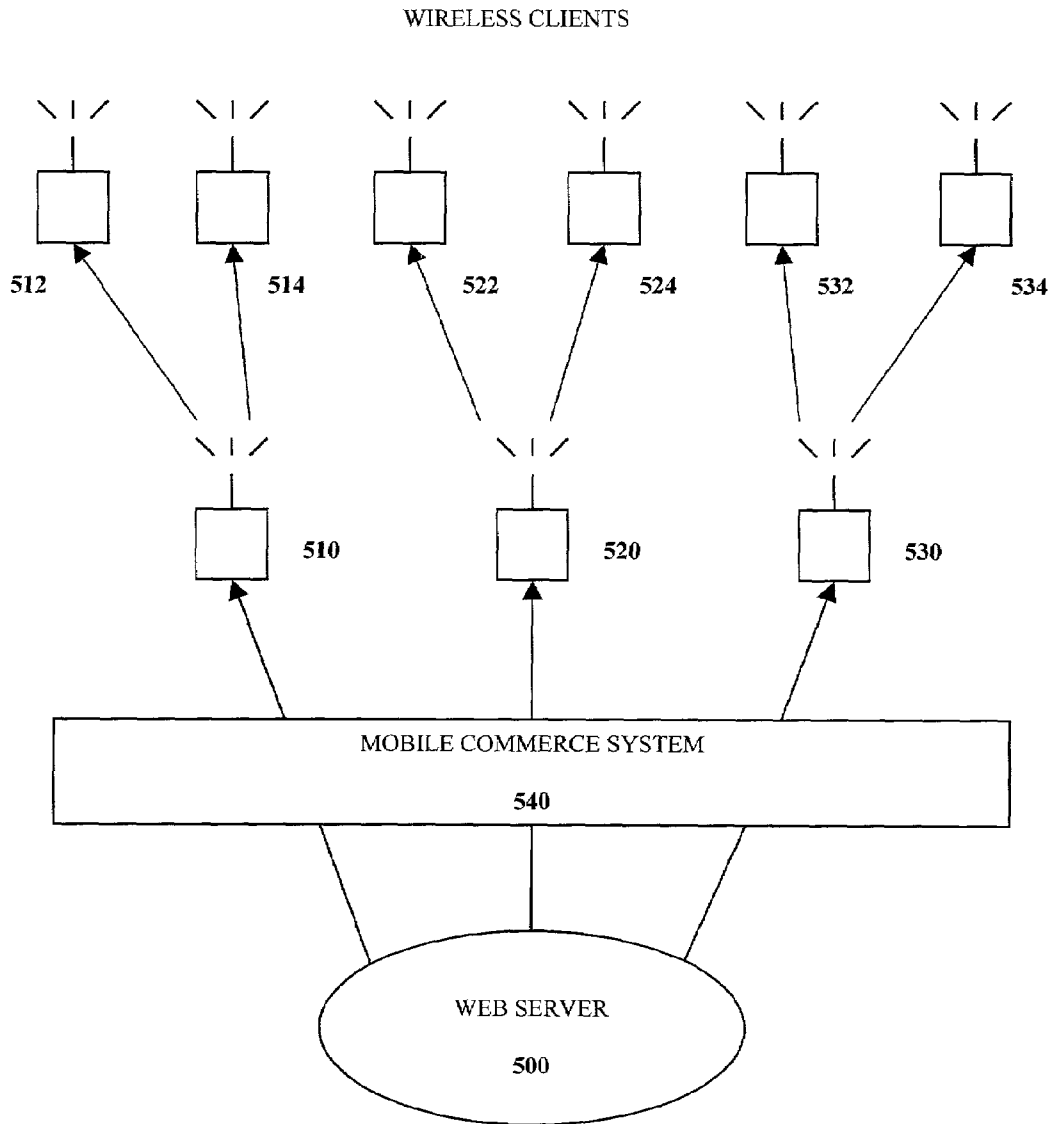 WIRELESS CLIENTS
512 514 522 524 532 534
510 520 530
MOBILE COMMERCE SYSTEM
540
WEB SERVER
500